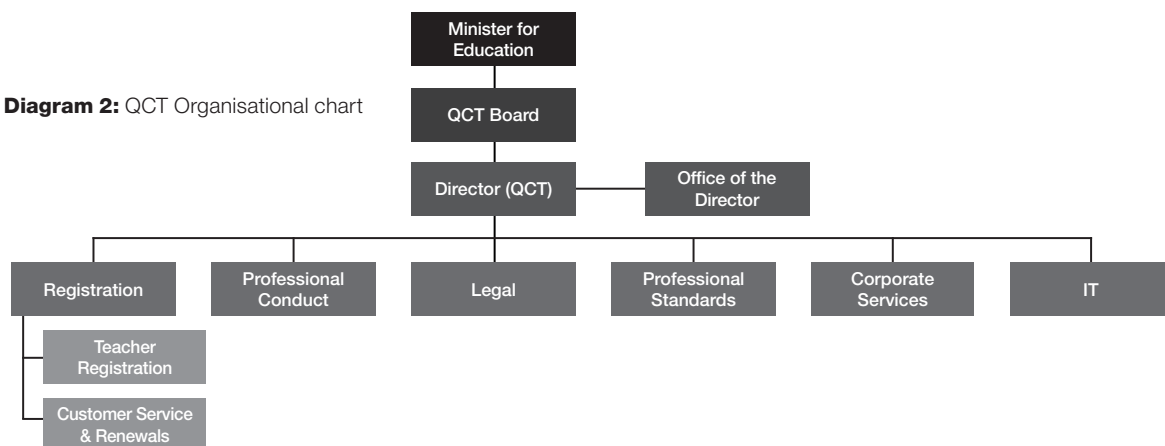 Minister for
Education
Diagram 2: QCT Organisational chart
QCT Board
Director (QCT)
Office of the
Director
Registration
Professional
Conduct
Legal
Professional
Standards
Corporate
Services
IT
Teacher
Registration
Customer Service
& Renewals